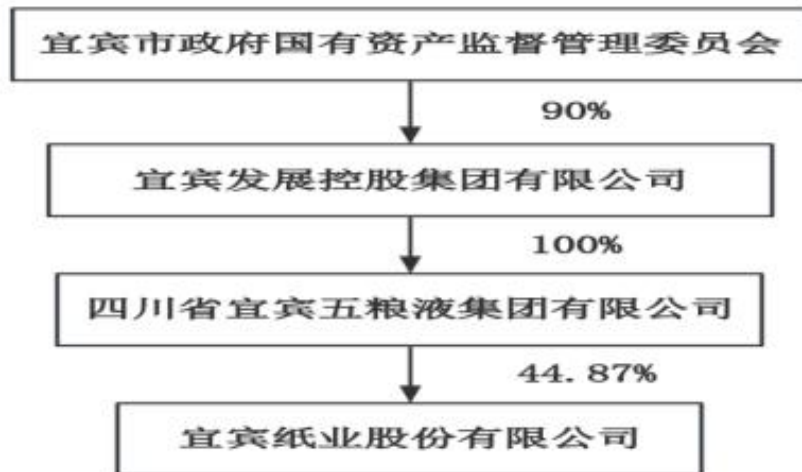 宜宾市政府国有资产监督管理委员会
90%
宜宾发展控股集团有限公司
100%
四川省宜宾五粮液集团有限公司
44.87%
宜宾纸业股份有限公司